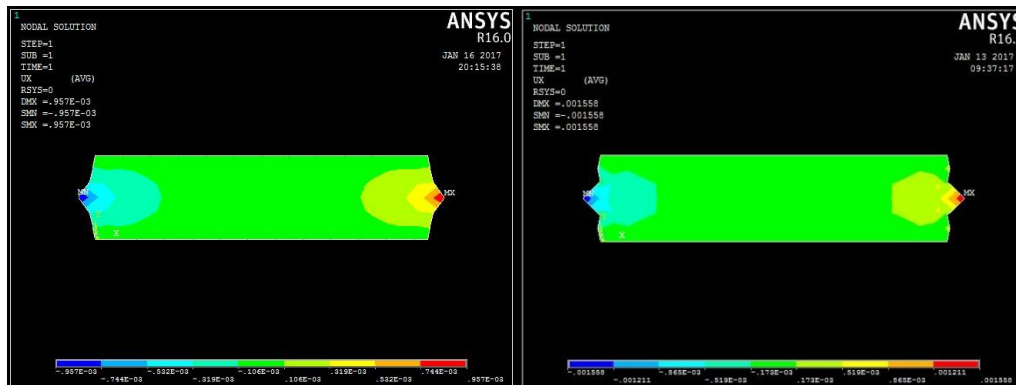 1
NODAL SOLUTION
STEP=1
SUB =1
TIME=1
UX (AVG)
RSYS=0
DMX =.957E-03
SMN =-.957E-03
SMX =.957E-03
ANSYS
R16.0
JAN 16 2017
20:15:38
MN
MX
X
-.957E-03 -.532E-03 -.106E-03 .319E-03 .744E-03
-.744E-03 -.319E-03 .106E-03 .532E-03 .957E-03
1
NODAL SOLUTION
STEP=1
SUB =1
TIME=1
UX (AVG)
RSYS=0
DMX =.001558
SMN =-.001558
SMX =.001558
ANSYS
R16.
JAN 13 2017
09:37:17
MN
MX
X
-.001558 -.865E-03 -.173E-03 .519E-03 .001211
-.001211 -.519E-03 .173E-03 .865E-03 .001558